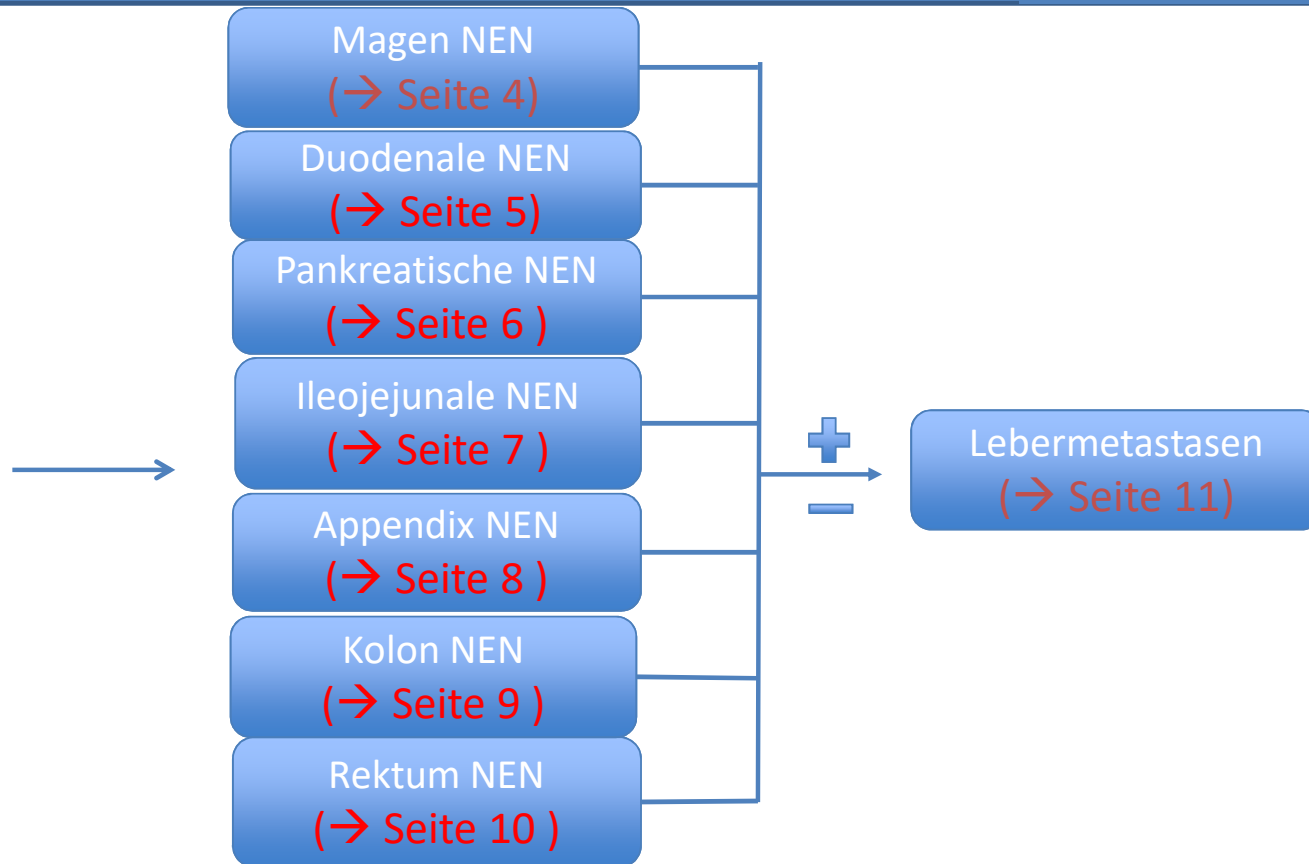 Magen NEN
(→ Seite 4)
Duodenale NEN
(→ Seite 5)
Pankreatische NEN
(→ Seite 6 )
Ileojejunale NEN
(→ Seite 7 )
Appendix NEN
(→ Seite 8 )
Kolon NEN
(→ Seite 9 )
Rektum NEN
(→ Seite 10 )
Lebermetastasen
(→ Seite 11)